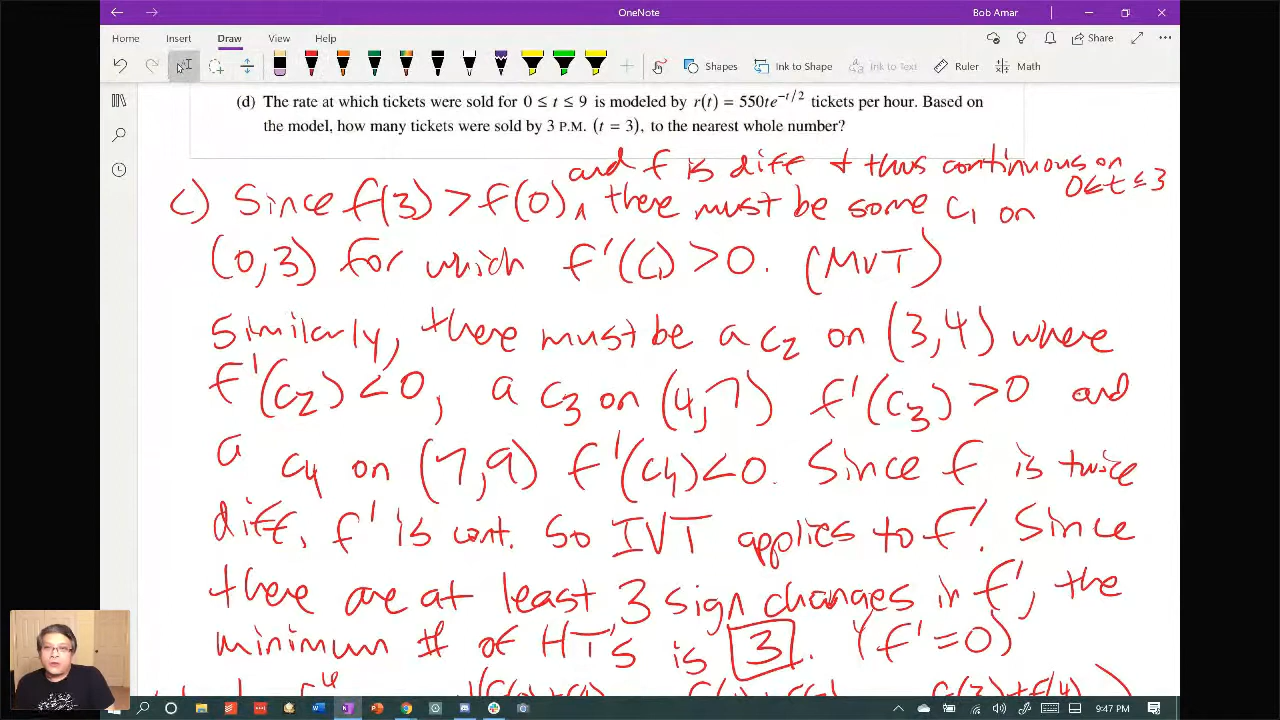 OneNote
Bob Amar
Home Insert Draw View Help
Share
Shapes Ink to Shape Ink to Text Ruler Math
(d) The rate at which tickets were sold for 0 ≤ t ≤ 9 is modeled by r(t) = 550te^{-t/2} tickets per hour. Based on
the model, how many tickets were sold by 3 P.M. (t = 3), to the nearest whole number?
and f is diff + thus continuous on
0≤t≤3
c) Since f(3) > f(0) ∧ there must be some c₁ on
(0,3) for which f'(c₁) > 0. (MVT)
Similarly, there must be a c₂ on (3,4) where
f'(c₂) < 0, a c₃ on (4,7) f'(c₃) > 0 and
a c₄ on (7,9) f'(c₄) < 0. Since f is twice
diff, f' is cont. So IVT applies to f'. Since
there are at least 3 sign changes in f', the
minimum # of HT's is 3. (f' = 0)
f(3)+f(4)
9:47 PM